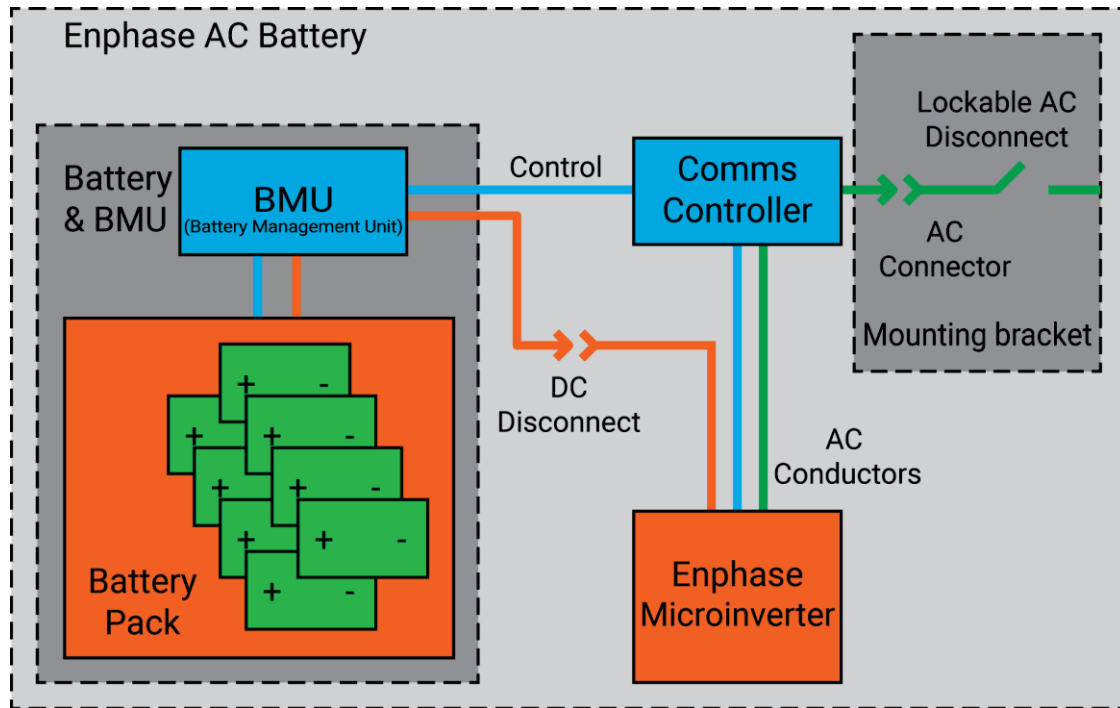 Enphase AC Battery
Battery
& BMU
BMU
(Battery Management Unit)
Control
Comms
Controller
Lockable AC
Disconnect
AC
Connector
Mounting bracket
DC
Disconnect
AC
Conductors
+ -
+
+ -
+
+ -
+
+ -
+ -
Battery
Pack
Enphase
Microinverter